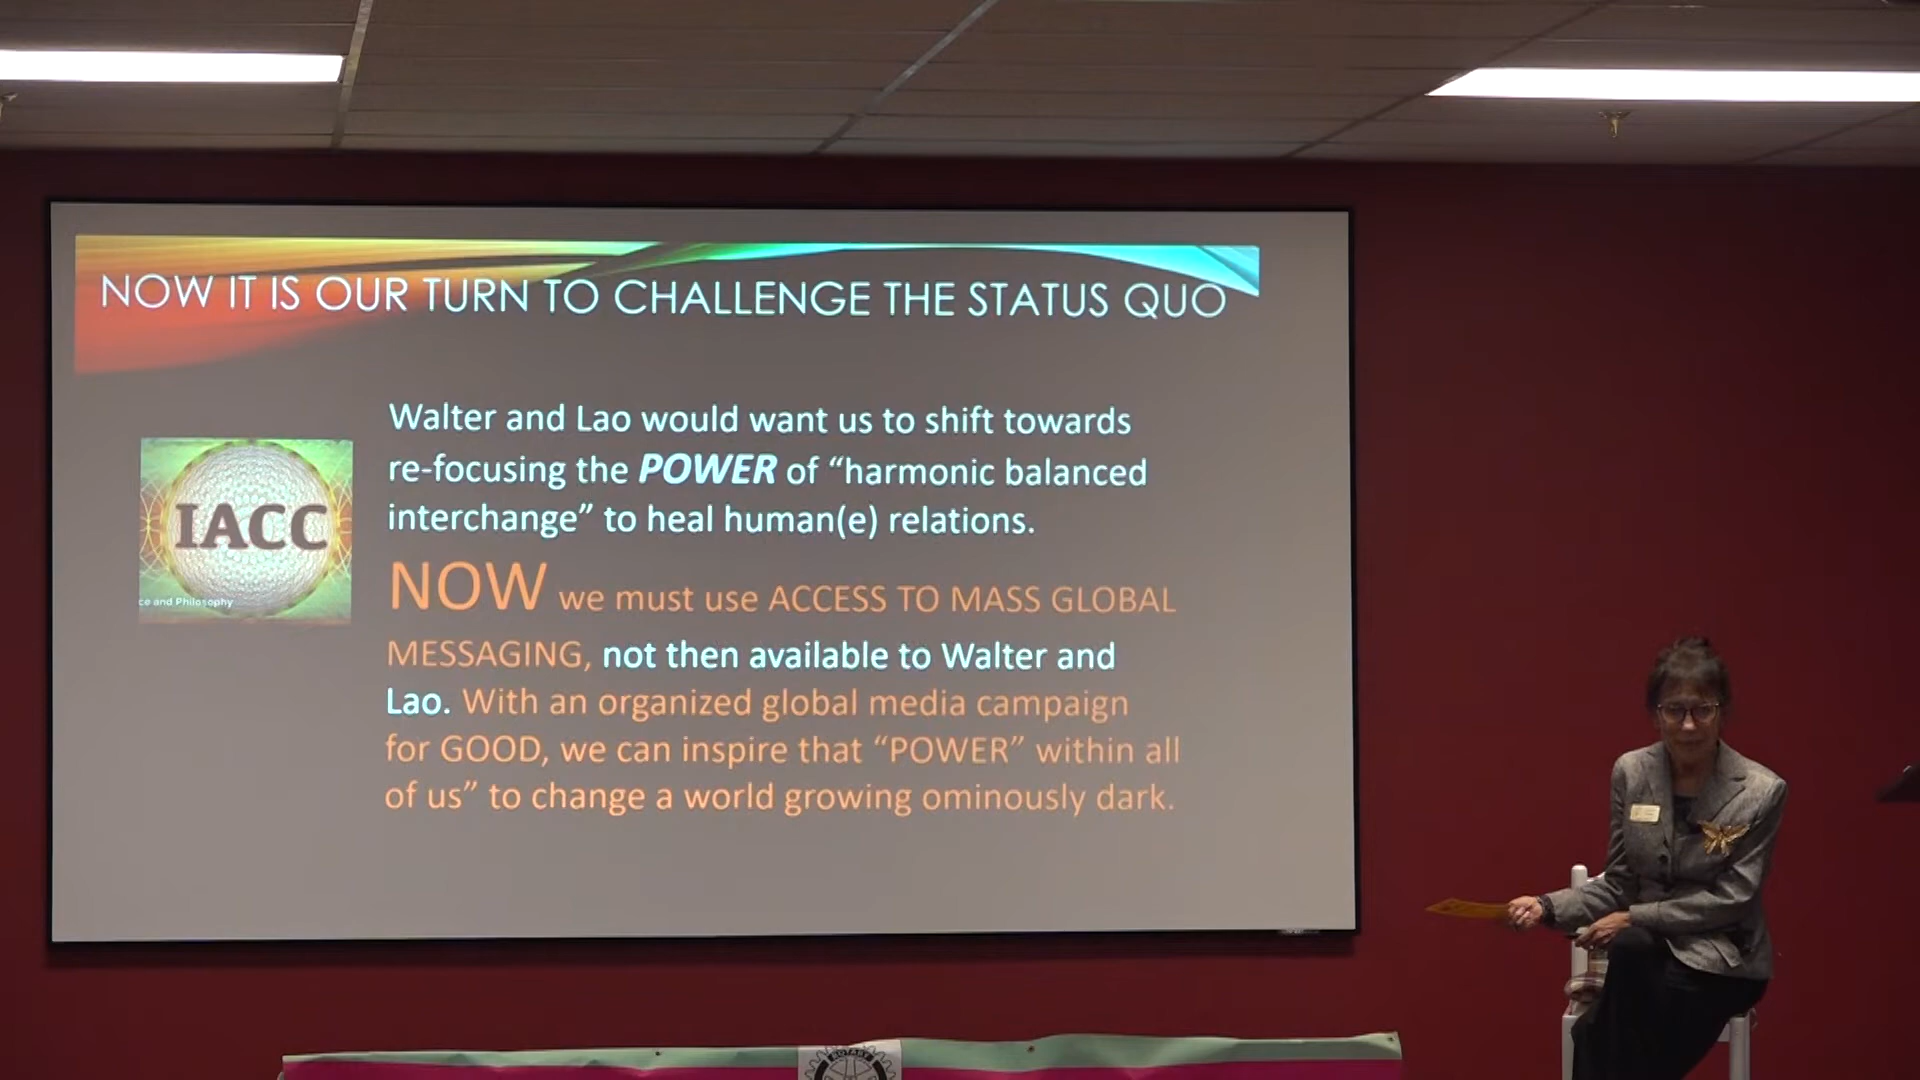 NOW IT IS OUR TURN TO CHALLENGE THE STATUS QUO
Walter and Lao would want us to shift towards
re-focusing the POWER of “harmonic balanced
interchange” to heal human(e) relations.
NOW we must use ACCESS TO MASS GLOBAL
MESSAGING, not then available to Walter and
Lao. With an organized global media campaign
for GOOD, we can inspire that “POWER” within all
of us” to change a world growing ominously dark.
IACC
ce and Philosophy
ROTARY